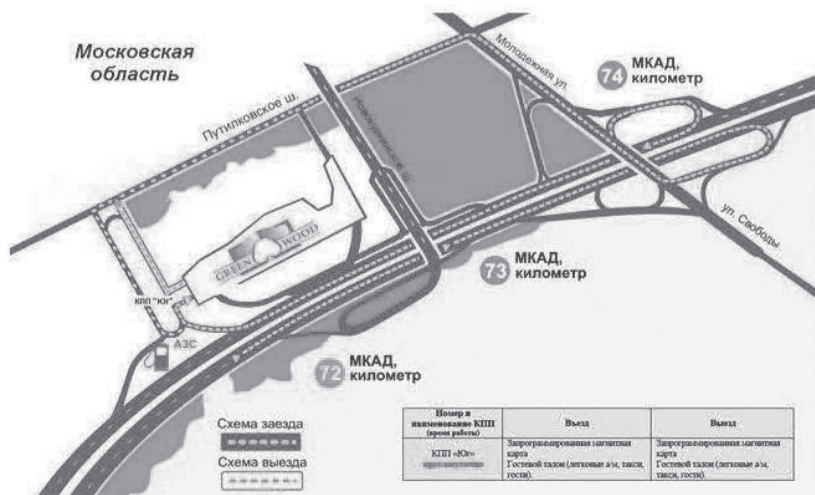 Московская
область
Путилковское ш.
Новокуркинское ш.
Молодежная ул.
74
МКАД,
километр
ул. Свободы
GREEN WOOD
КПП "Юг"
АЗС
73
МКАД,
километр
72
МКАД,
километр
Схема заезда
Схема выезда
Номер и
наименование КПП
(время работы)
Въезд
Выезд
КПП «Юг»
Запрограммированная магнитная
карта
Гостевой талон (легковые а/м, такси,
гости).
Запрограммированная магнитная
карта
Гостевой талон (легковые а/м,
такси, гости).